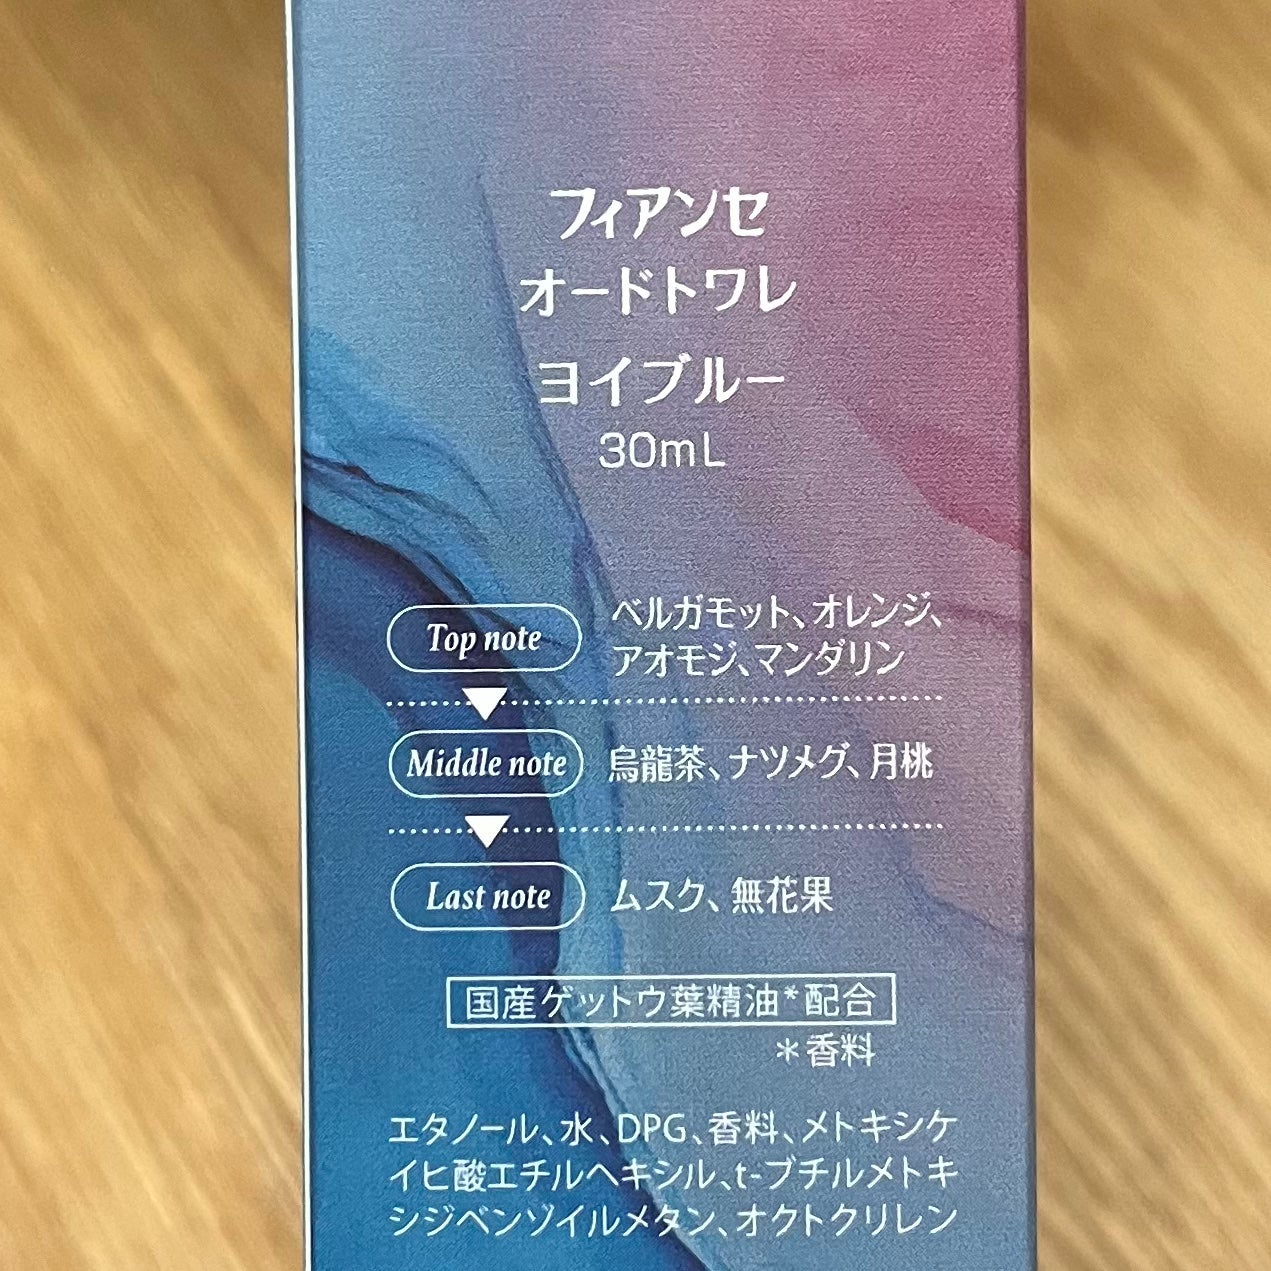 フィアンセ
オードトワレ
ヨイブルー
30mL
Top note
ベルガモット、オレンジ、
アオモジ、マンダリン
Middle note
烏龍茶、ナツメグ、月桃
Last note
ムスク、無花果
国産ゲットウ葉精油*配合
＊香料
エタノール、水、DPG、香料、メトキシケ
イヒ酸エチルヘキシル、t-ブチルメトキ
シジベンゾイルメタン、オクトクリレン